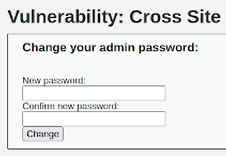 Vulnerability: Cross Site
Change your admin password:
New password:
Confirm new password:
Change